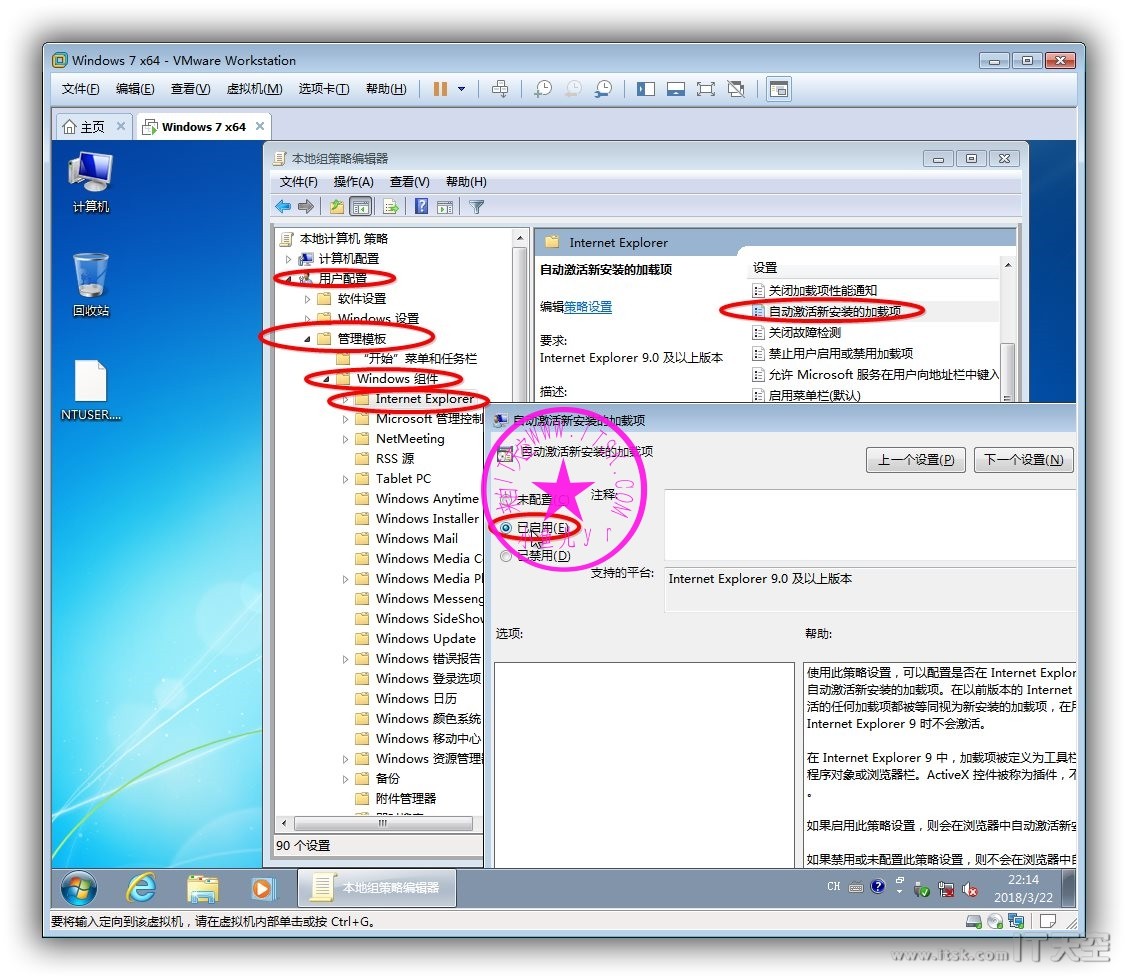 Windows 7 x64 - VMware Workstation
文件(F) 编辑(E) 查看(V) 虚拟机(M) 选项卡(T) 帮助(H)
主页 Windows 7 x64
计算机
回收站
NTUSER....
本地组策略编辑器
文件(F) 操作(A) 查看(V) 帮助(H)
本地计算机 策略
计算机配置
用户配置
软件设置
Windows 设置
管理模板
"开始" 菜单和任务栏
Windows 组件
Internet Explorer
Microsoft 管理控制
NetMeeting
RSS 源
Tablet PC
Windows Anytime
Windows Installer
Windows Mail
Windows Media C
Windows Media Pl
Windows Messeng
Windows SideShow
Windows Update
Windows 错误报告
Windows 登录选项
Windows 日历
Windows 颜色系统
Windows 移动中心
Windows 资源管理器
备份
附件管理器
90 个设置
Internet Explorer
自动激活新安装的加载项
编辑策略设置
要求:
Internet Explorer 9.0 及以上版本
描述:
设置
关闭加载项性能通知
自动激活新安装的加载项
关闭故障检测
禁止用户启用或禁用加载项
允许 Microsoft 服务在用户向地址栏中键入
启用菜单栏(默认)
自动激活新安装的加载项
自动激活新安装的加载项
上一个设置(P) 下一个设置(N)
未配置(C) 注释:
已启用(E)
已禁用(D)
支持的平台: Internet Explorer 9.0 及以上版本
选项: 帮助:
使用此策略设置，可以配置是否在 Internet Explor
自动激活新安装的加载项。在以前版本的 Internet
活的任何加载项都被等同视为新安装的加载项，在用
Internet Explorer 9 时不会激活。
在 Internet Explorer 9 中，加载项被定义为工具栏
程序对象或浏览器栏。ActiveX 控件被称为插件，不
。
如果启用此策略设置，则会在浏览器中自动激活新安
如果禁用或未配置此策略设置，则不会在浏览器中自
WWW.ITSK.COM
yr
本地组策略编辑器
CH
22:14
2018/3/22
要将输入定向到该虚拟机，请在虚拟机内部单击或按 Ctrl+G。
www.itsk.com IT天空